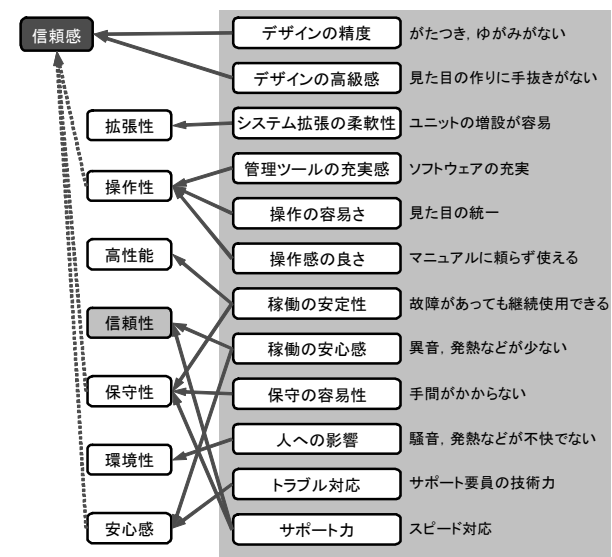 信頼感
デザインの精度
がたつき，ゆがみがない
デザインの高級感
見た目の作りに手抜きがない
拡張性
システム拡張の柔軟性
ユニットの増設が容易
管理ツールの充実感
ソフトウェアの充実
操作性
操作の容易さ
見た目の統一
高性能
操作感の良さ
マニュアルに頼らず使える
稼働の安定性
故障があっても継続使用できる
信頼性
稼働の安心感
異音，発熱などが少ない
保守性
保守の容易性
手間がかからない
環境性
人への影響
騒音，発熱などが不快でない
トラブル対応
サポート要員の技術力
安心感
サポート力
スピード対応